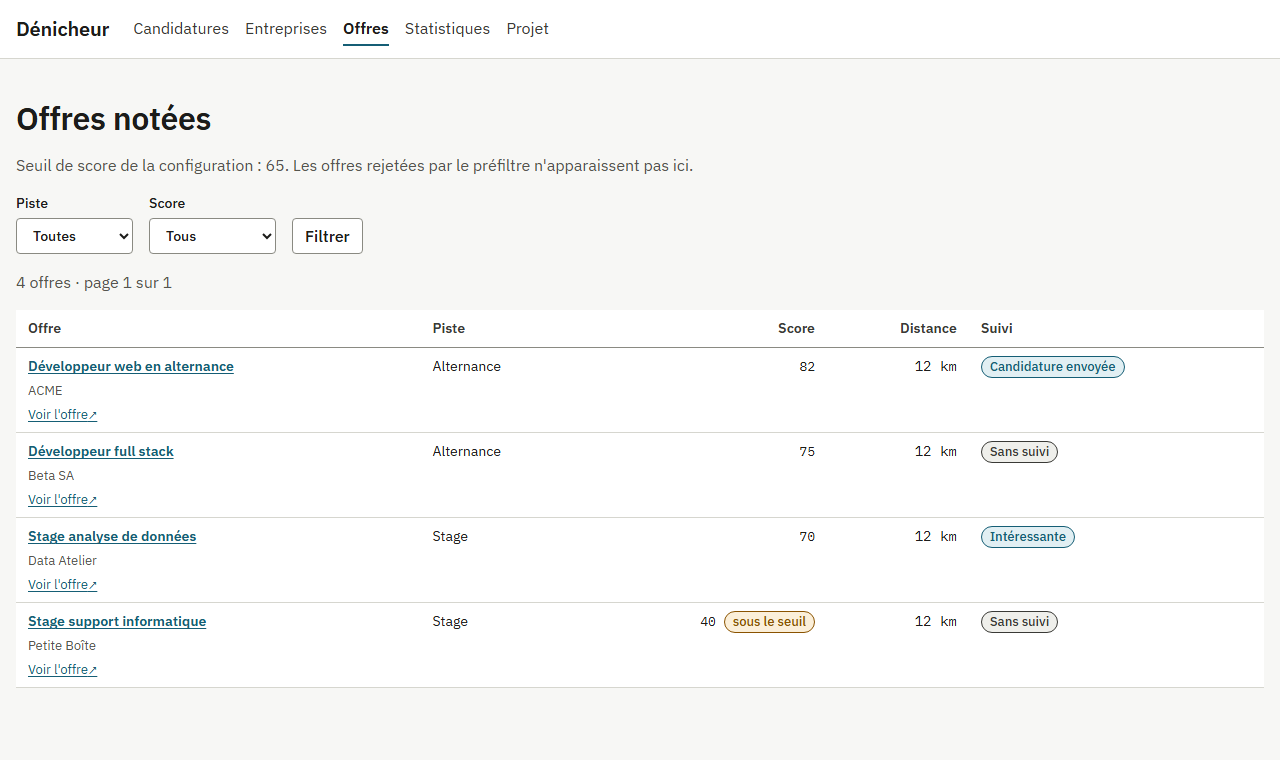 Dénicheur Candidatures Entreprises Offres Statistiques Projet
Offres notées
Seuil de score de la configuration : 65. Les offres rejetées par le préfiltre n'apparaissent pas ici.
Piste Score
Toutes Tous Filtrer
4 offres · page 1 sur 1
Offre Piste Score Distance Suivi
Développeur web en alternance Alternance 82 12 km Candidature envoyée
ACME
Voir l'offre↗
Développeur full stack Alternance 75 12 km Sans suivi
Beta SA
Voir l'offre↗
Stage analyse de données Stage 70 12 km Intéressante
Data Atelier
Voir l'offre↗
Stage support informatique Stage 40 sous le seuil 12 km Sans suivi
Petite Boîte
Voir l'offre↗